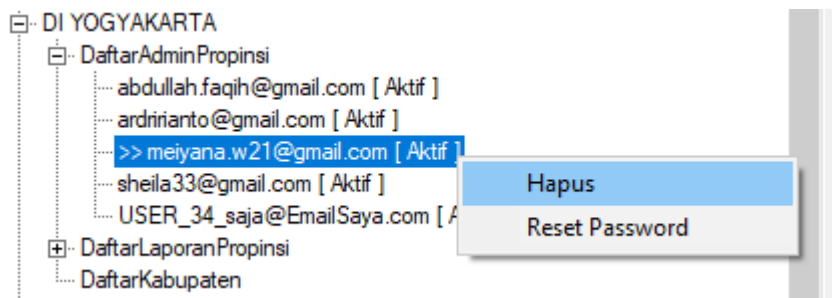 DI YOGYAKARTA
DaftarAdminPropinsi
abdullah.faqih@gmail.com [ Aktif ]
ardririanto@gmail.com [ Aktif ]
>> meiyana.w21@gmail.com [ Aktif ]
sheila33@gmail.com [ Aktif ]
USER_34_saja@EmailSaya.com [ A
DaftarLaporanPropinsi
DaftarKabupaten
Hapus
Reset Password